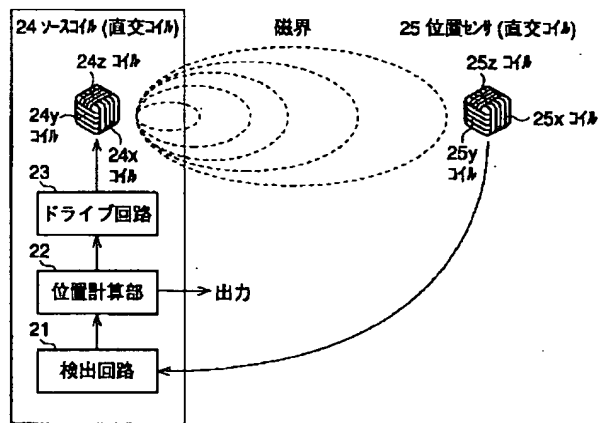 24 ソースコイル (直交コイル)
磁界
25 位置センサ (直交コイル)
24z コイル
24y
コイル
24x
コイル
25z コイル
25x コイル
25y
コイル
23
ドライブ回路
22
位置計算部
出力
21
検出回路